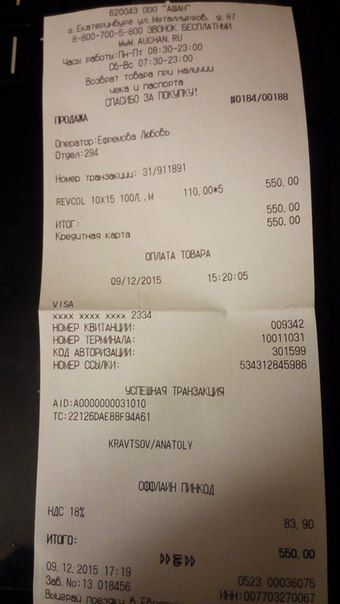 620043 ООО "АШАН"
г. Екатеринбург ул. Металлургов, д. 87
8-800-700-5-800 ЗВОНОК БЕСПЛАТНЫЙ
WWW.AUCHAN.RU
Часы работы:Пн-Пт 08:30-23:00
Сб-Вс 07:30-23:00
Возврат товара при наличии
чека и паспорта
СПАСИБО ЗА ПОКУПКУ!
#0184/00188
ПРОДАЖА
Оператор:Ефремова Любовь
Отдел:294
Номер транзакции: 31/911891
REVCOL 10X15 100/Л.,М 110.00*5 550.00
550.00
ИТОГ: 550.00
Кредитная карта
ОПЛАТА ТОВАРА
09/12/2015 15:20:05
VISA
xxxx xxxx xxxx 2334
НОМЕР КВИТАНЦИИ: 009342
НОМЕР ТЕРМИНАЛА: 10011031
КОД АВТОРИЗАЦИИ: 301599
НОМЕР ССЫЛКИ: 534312845986
УСПЕШНАЯ ТРАНЗАКЦИЯ
AID:A0000000031010
TC:22126DAE88F94A61
KRAVTSOV/ANATOLY
ОФФЛАЙН ПИНКОД
НДС 18% 83.90
ИТОГО: 550.00
09.12.2015 17:19 0523 00036075
Зав. No:13 018456 ИНН:007703270067
Выиграй поездку в